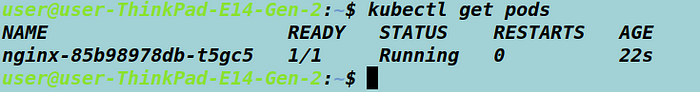 user@user-ThinkPad-E14-Gen-2:~$ kubectl get pods
NAME READY STATUS RESTARTS AGE
nginx-85b98978db-t5gc5 1/1 Running 0 22s
user@user-ThinkPad-E14-Gen-2:~$